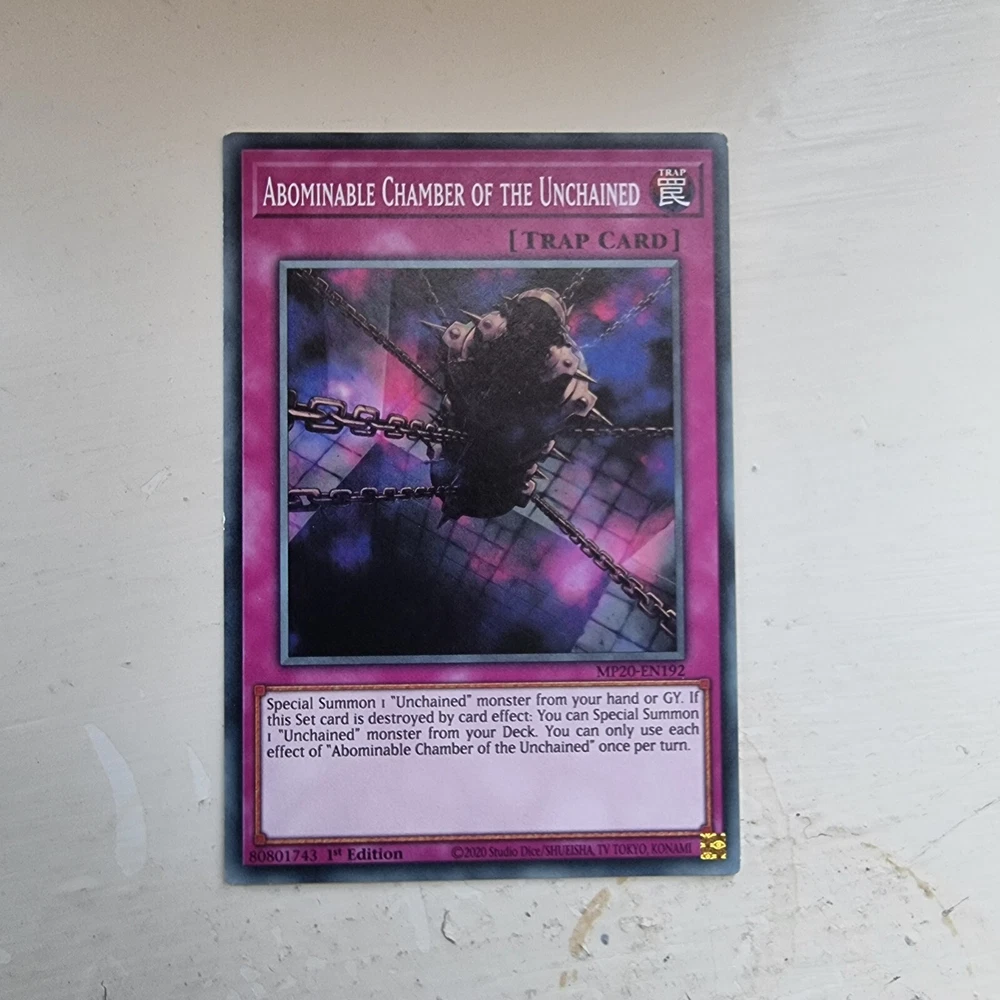 ABOMINABLE CHAMBER OF THE UNCHAINED
TRAP
罠
[TRAP CARD]
MP20-EN192
Special Summon 1 "Unchained" monster from your hand or GY. If
this Set card is destroyed by card effect: You can Special Summon
1 "Unchained" monster from your Deck. You can only use each
effect of "Abominable Chamber of the Unchained" once per turn.
80801743 1st Edition
©2020 Studio Dice/SHUEISHA, TV TOKYO, KONAMI